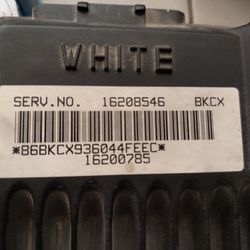 WHITE
SERV.NO. 16208546 BKCX
*86BKCX936044FEEC*
16200785